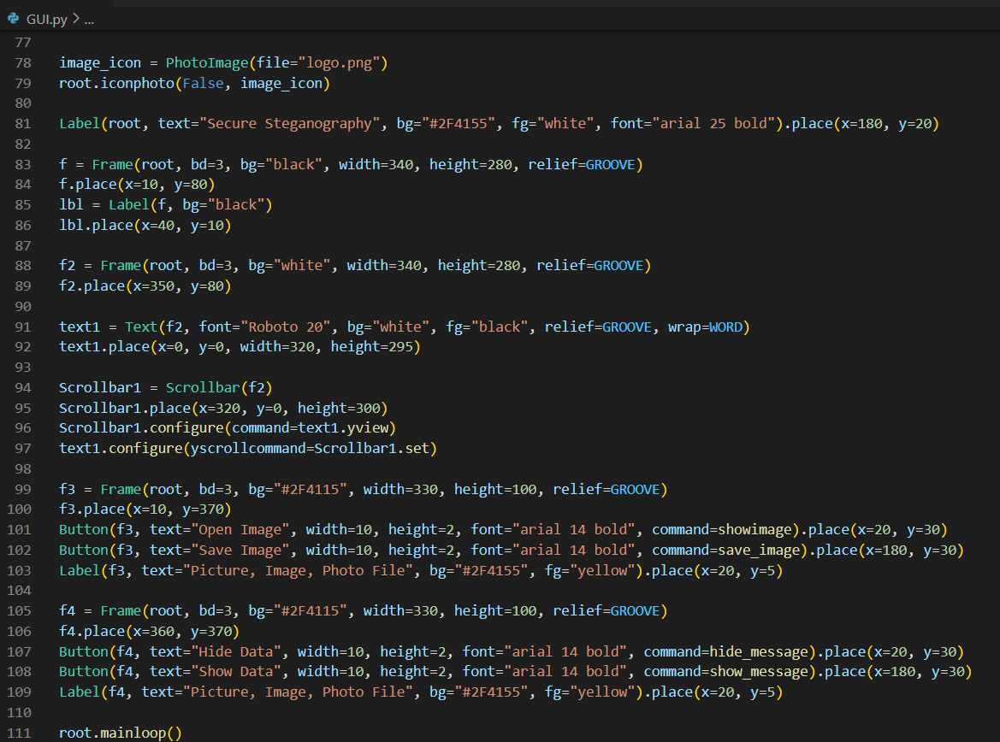 GUI.py > ...
77
78 image_icon = PhotoImage(file="logo.png")
79 root.iconphoto(False, image_icon)
80
81 Label(root, text="Secure Steganography", bg="#2F4155", fg="white", font="arial 25 bold").place(x=180, y=20)
82
83 f = Frame(root, bd=3, bg="black", width=340, height=280, relief=GROOVE)
84 f.place(x=10, y=80)
85 lbl = Label(f, bg="black")
86 lbl.place(x=40, y=10)
87
88 f2 = Frame(root, bd=3, bg="white", width=340, height=280, relief=GROOVE)
89 f2.place(x=350, y=80)
90
91 text1 = Text(f2, font="Roboto 20", bg="white", fg="black", relief=GROOVE, wrap=WORD)
92 text1.place(x=0, y=0, width=320, height=295)
93
94 Scrollbar1 = Scrollbar(f2)
95 Scrollbar1.place(x=320, y=0, height=300)
96 Scrollbar1.configure(command=text1.yview)
97 text1.configure(yscrollcommand=Scrollbar1.set)
98
99 f3 = Frame(root, bd=3, bg="#2F4115", width=330, height=100, relief=GROOVE)
100 f3.place(x=10, y=370)
101 Button(f3, text="Open Image", width=10, height=2, font="arial 14 bold", command=showimage).place(x=20, y=30)
102 Button(f3, text="Save Image", width=10, height=2, font="arial 14 bold", command=save_image).place(x=180, y=30)
103 Label(f3, text="Picture, Image, Photo File", bg="#2F4155", fg="yellow").place(x=20, y=5)
104
105 f4 = Frame(root, bd=3, bg="#2F4115", width=330, height=100, relief=GROOVE)
106 f4.place(x=360, y=370)
107 Button(f4, text="Hide Data", width=10, height=2, font="arial 14 bold", command=hide_message).place(x=20, y=30)
108 Button(f4, text="Show Data", width=10, height=2, font="arial 14 bold", command=show_message).place(x=180, y=30)
109 Label(f4, text="Picture, Image, Photo File", bg="#2F4155", fg="yellow").place(x=20, y=5)
110
111 root.mainloop()